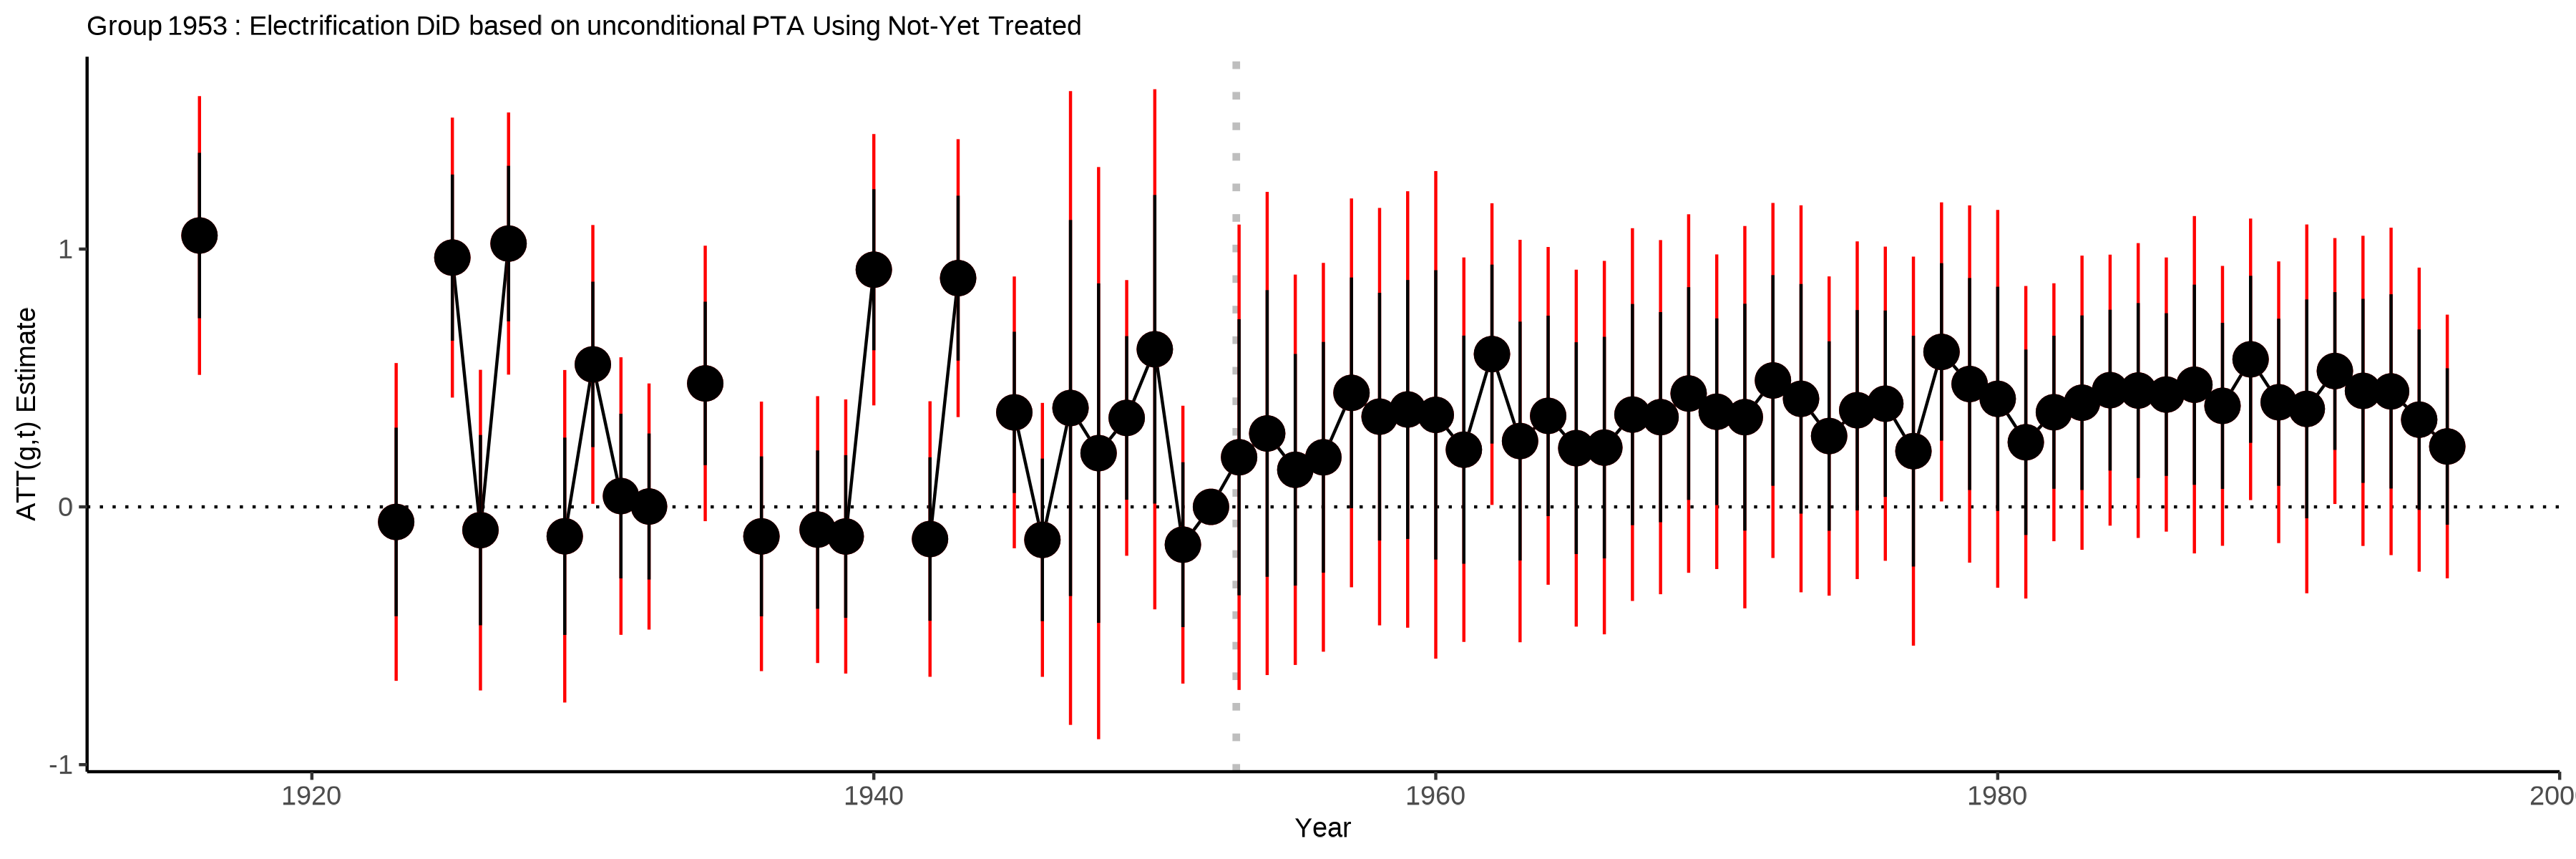 Group 1953 : Electrification DiD based on unconditional PTA Using Not-Yet Treated
ATT(g,t) Estimate
1
0
-1
1920
1940
1960
1980
200
Year